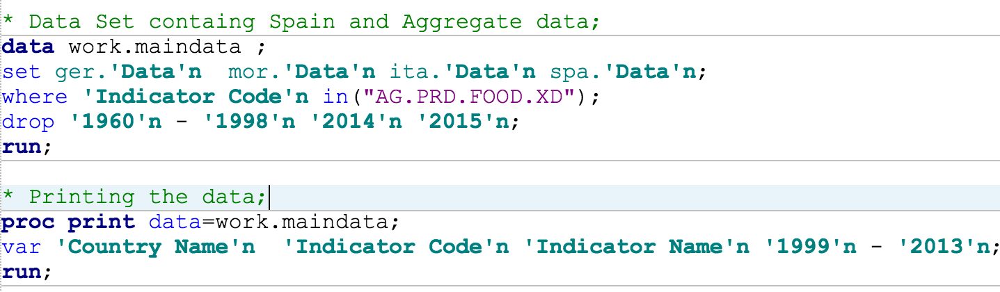 * Data Set containg Spain and Aggregate data;
data work.maindata ;
set ger.'Data'n  mor.'Data'n ita.'Data'n spa.'Data'n;
where 'Indicator Code'n in("AG.PRD.FOOD.XD");
drop '1960'n - '1998'n '2014'n '2015'n;
run;
* Printing the data;
proc print data=work.maindata;
var 'Country Name'n  'Indicator Code'n 'Indicator Name'n '1999'n - '2013'n;
run;